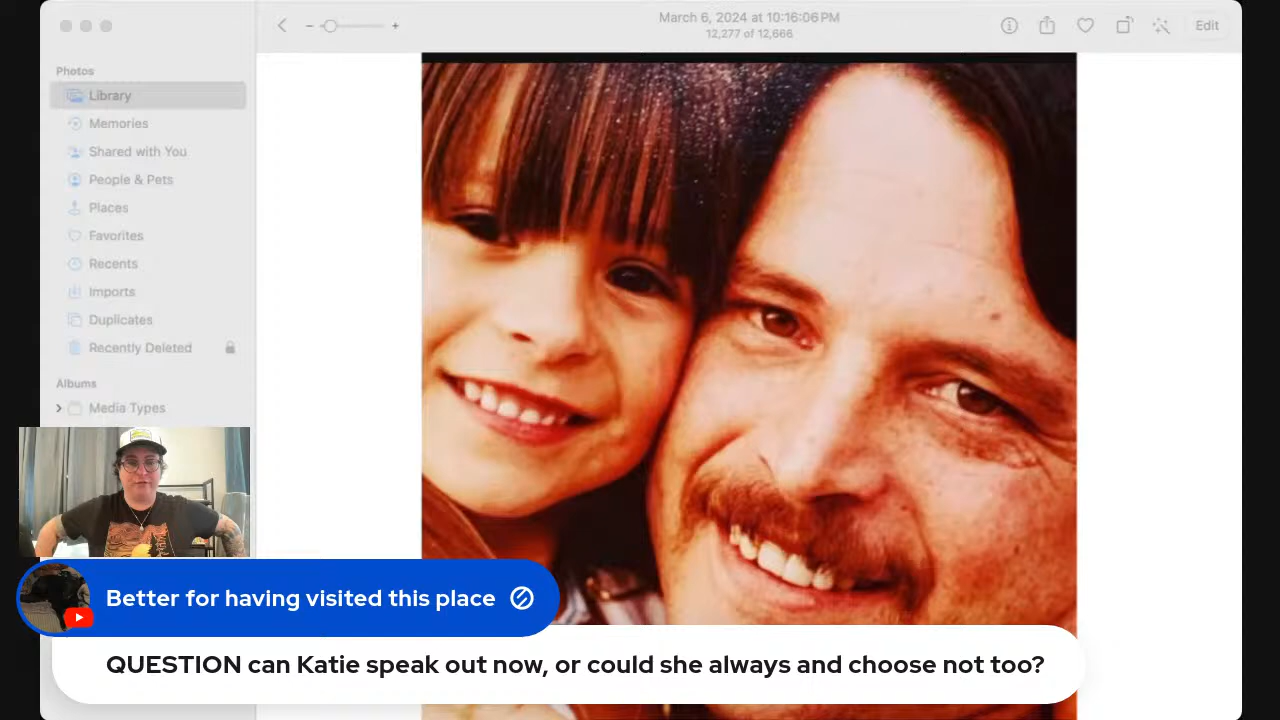 March 6, 2024 at 10:16:06 PM
12,277 of 12,666
Edit
Photos
Library
Memories
Shared with You
People & Pets
Places
Favorites
Recents
Imports
Duplicates
Recently Deleted
Albums
Media Types
Better for having visited this place
QUESTION can Katie speak out now, or could she always and choose not too?